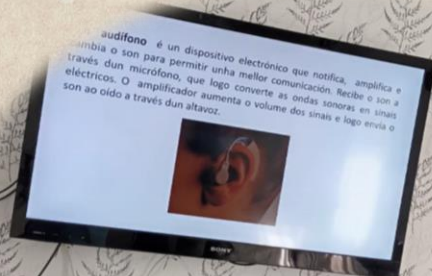 audífono é un dispositivo electrónico que notifica, amplifica e
cambia o son para permitir unha mellor comunicación. Recibe o son a
través dun micrófono, que logo converte as ondas sonoras en sinais
eléctricos. O amplificador aumenta o volume dos sinais e logo envía o
son ao oído a través dun altavoz.
SONY